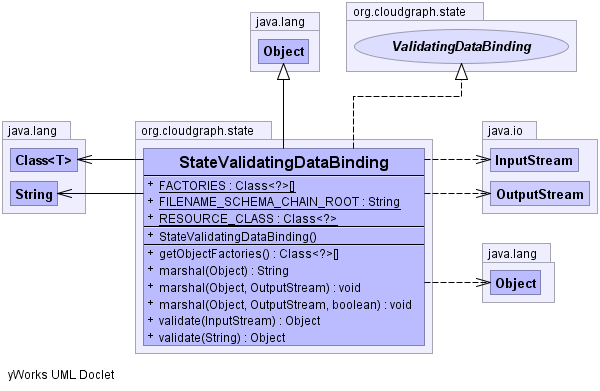 java.lang
Object
org.cloudgraph.state
ValidatingDataBinding
java.lang
Class<T>
String
org.cloudgraph.state
StateValidatingDataBinding
+ FACTORIES : Class<?>[]
+ FILENAME_SCHEMA_CHAIN_ROOT : String
+ RESOURCE_CLASS : Class<?>
+ StateValidatingDataBinding()
+ getObjectFactories() : Class<?>[]
+ marshal(Object) : String
+ marshal(Object, OutputStream) : void
+ marshal(Object, OutputStream, boolean) : void
+ validate(InputStream) : Object
+ validate(String) : Object
java.io
InputStream
OutputStream
java.lang
Object
yWorks UML Doclet